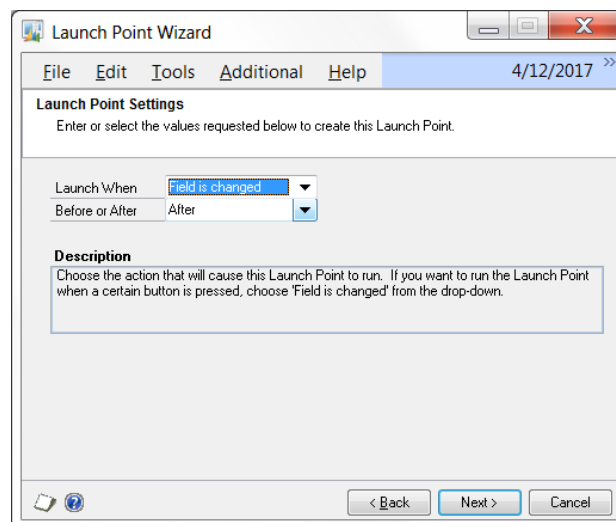 Launch Point Wizard
File Edit Tools Additional Help 4/12/2017 »
Launch Point Settings
Enter or select the values requested below to create this Launch Point.
Launch When Field is changed
Before or After After
Description
Choose the action that will cause this Launch Point to run. If you want to run the Launch Point
when a certain button is pressed, choose 'Field is changed' from the drop-down.
< Back Next > Cancel